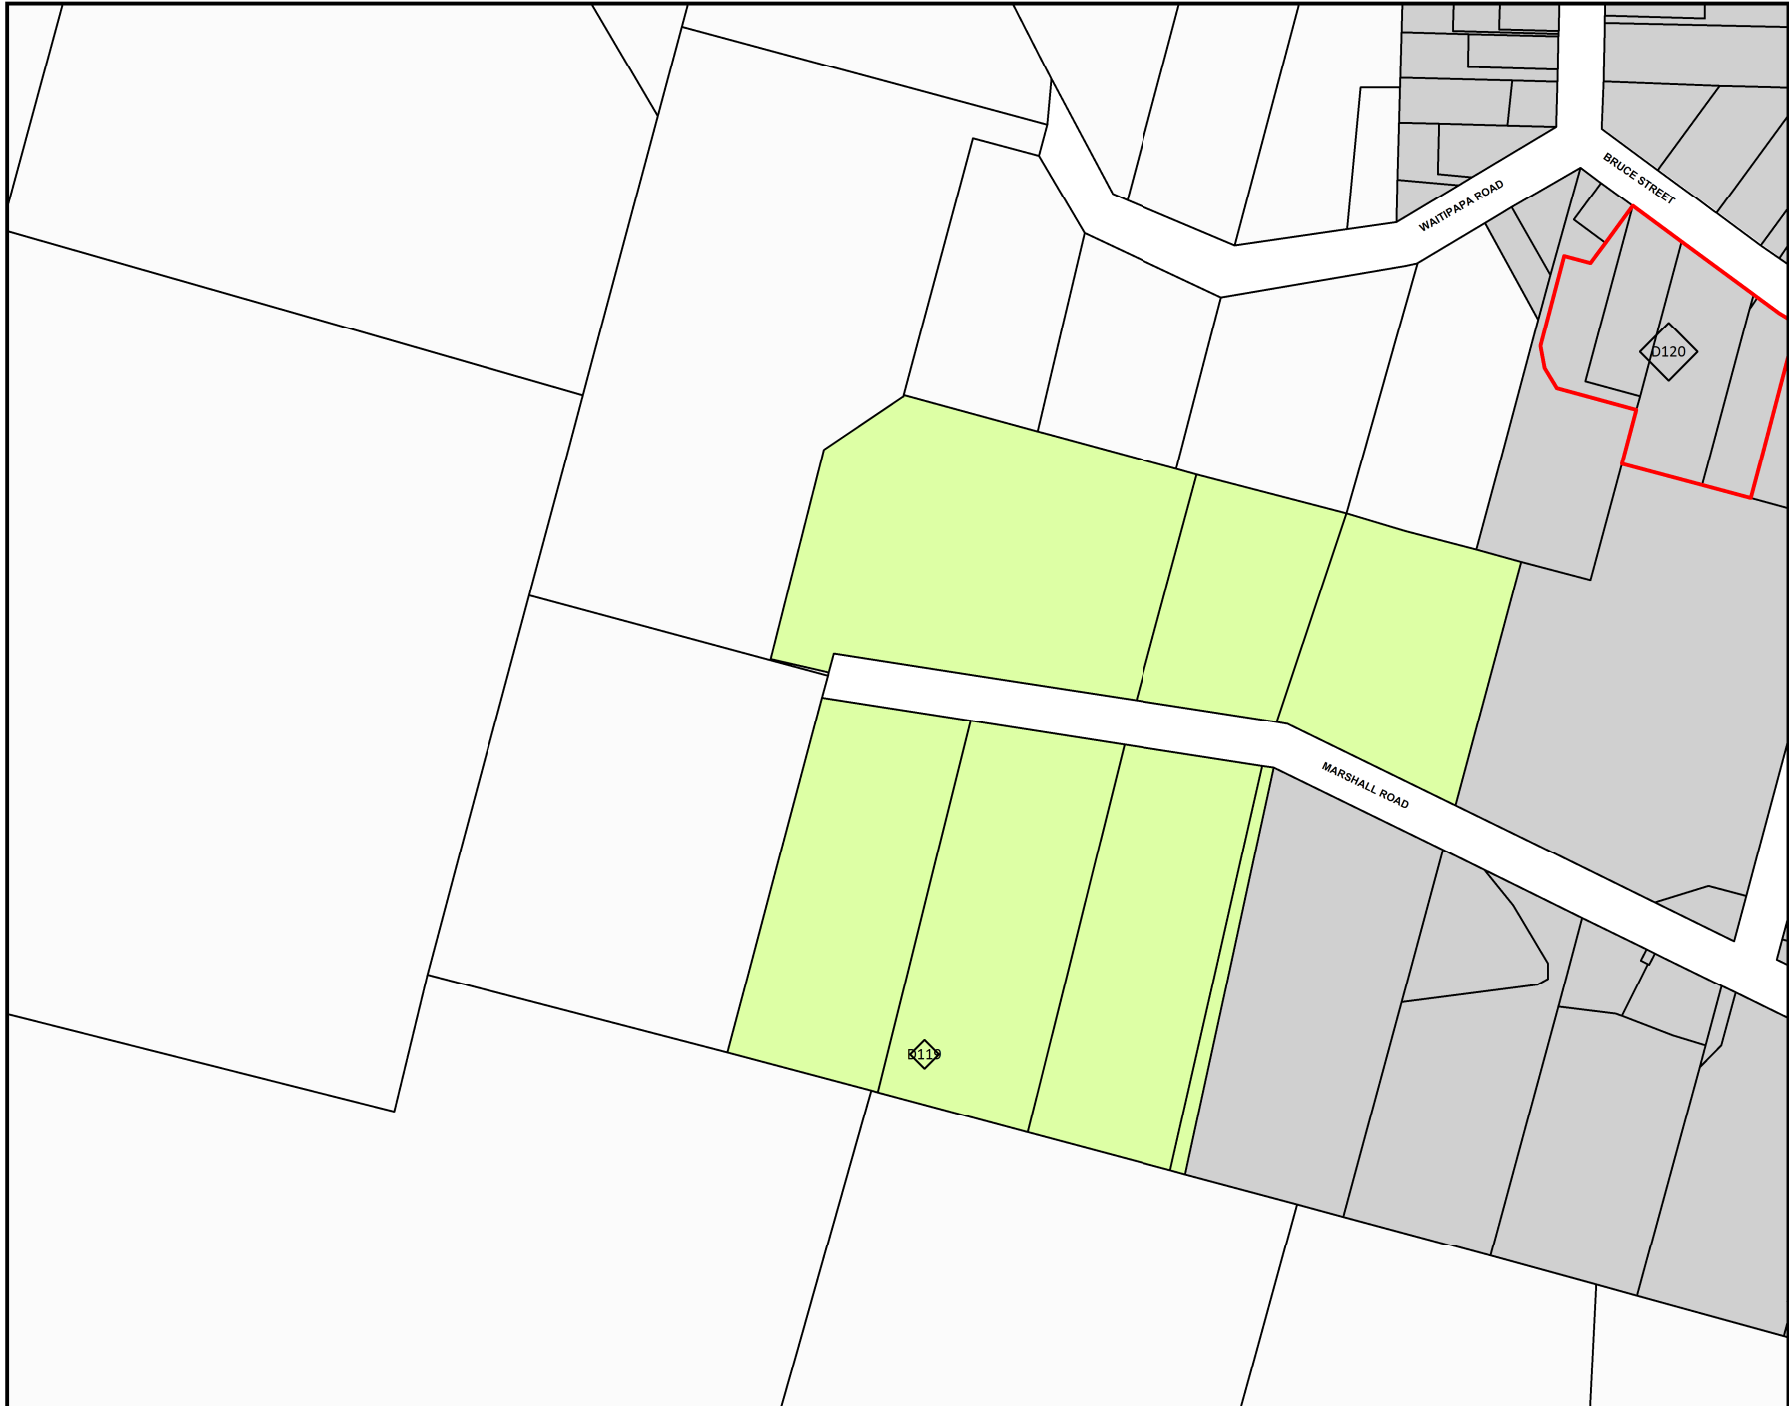 BRUCE STREET
WAITIPAPA ROAD
D120
MARSHALL ROAD
D119